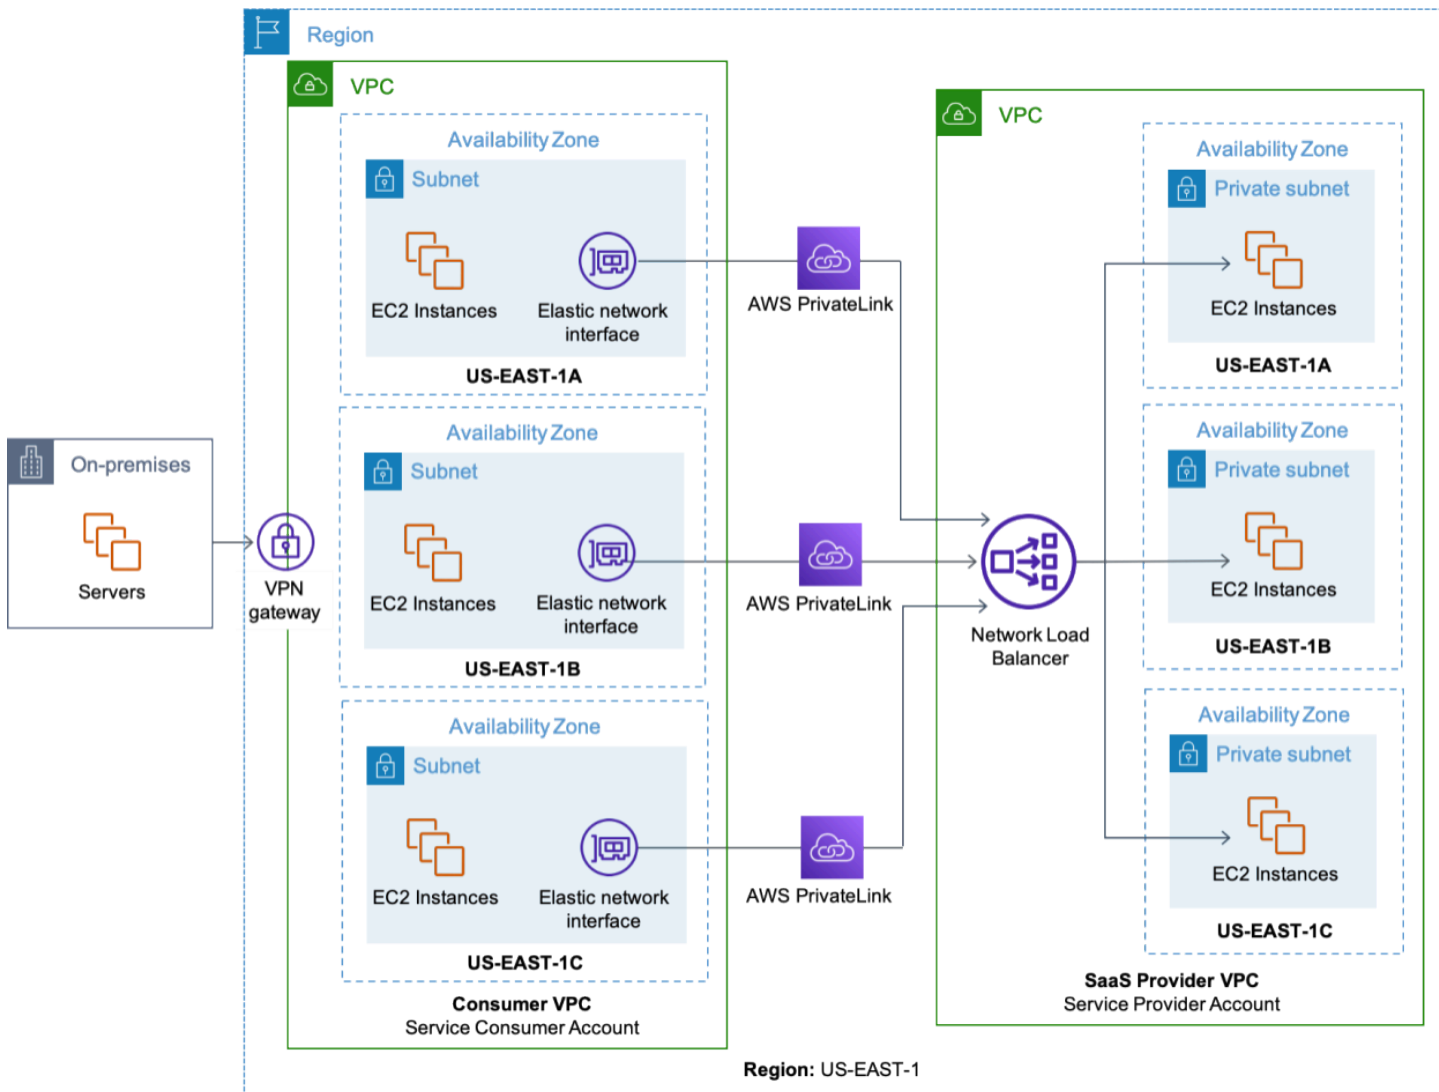 Region
VPC
Availability Zone
Subnet
EC2 Instances
Elastic network
interface
US-EAST-1A
Availability Zone
Subnet
EC2 Instances
Elastic network
interface
US-EAST-1B
Availability Zone
Subnet
EC2 Instances
Elastic network
interface
US-EAST-1C
Consumer VPC
Service Consumer Account
On-premises
Servers
VPN
gateway
AWS PrivateLink
AWS PrivateLink
AWS PrivateLink
VPC
Network Load
Balancer
Availability Zone
Private subnet
EC2 Instances
US-EAST-1A
Availability Zone
Private subnet
EC2 Instances
US-EAST-1B
Availability Zone
Private subnet
EC2 Instances
US-EAST-1C
SaaS Provider VPC
Service Provider Account
Region: US-EAST-1